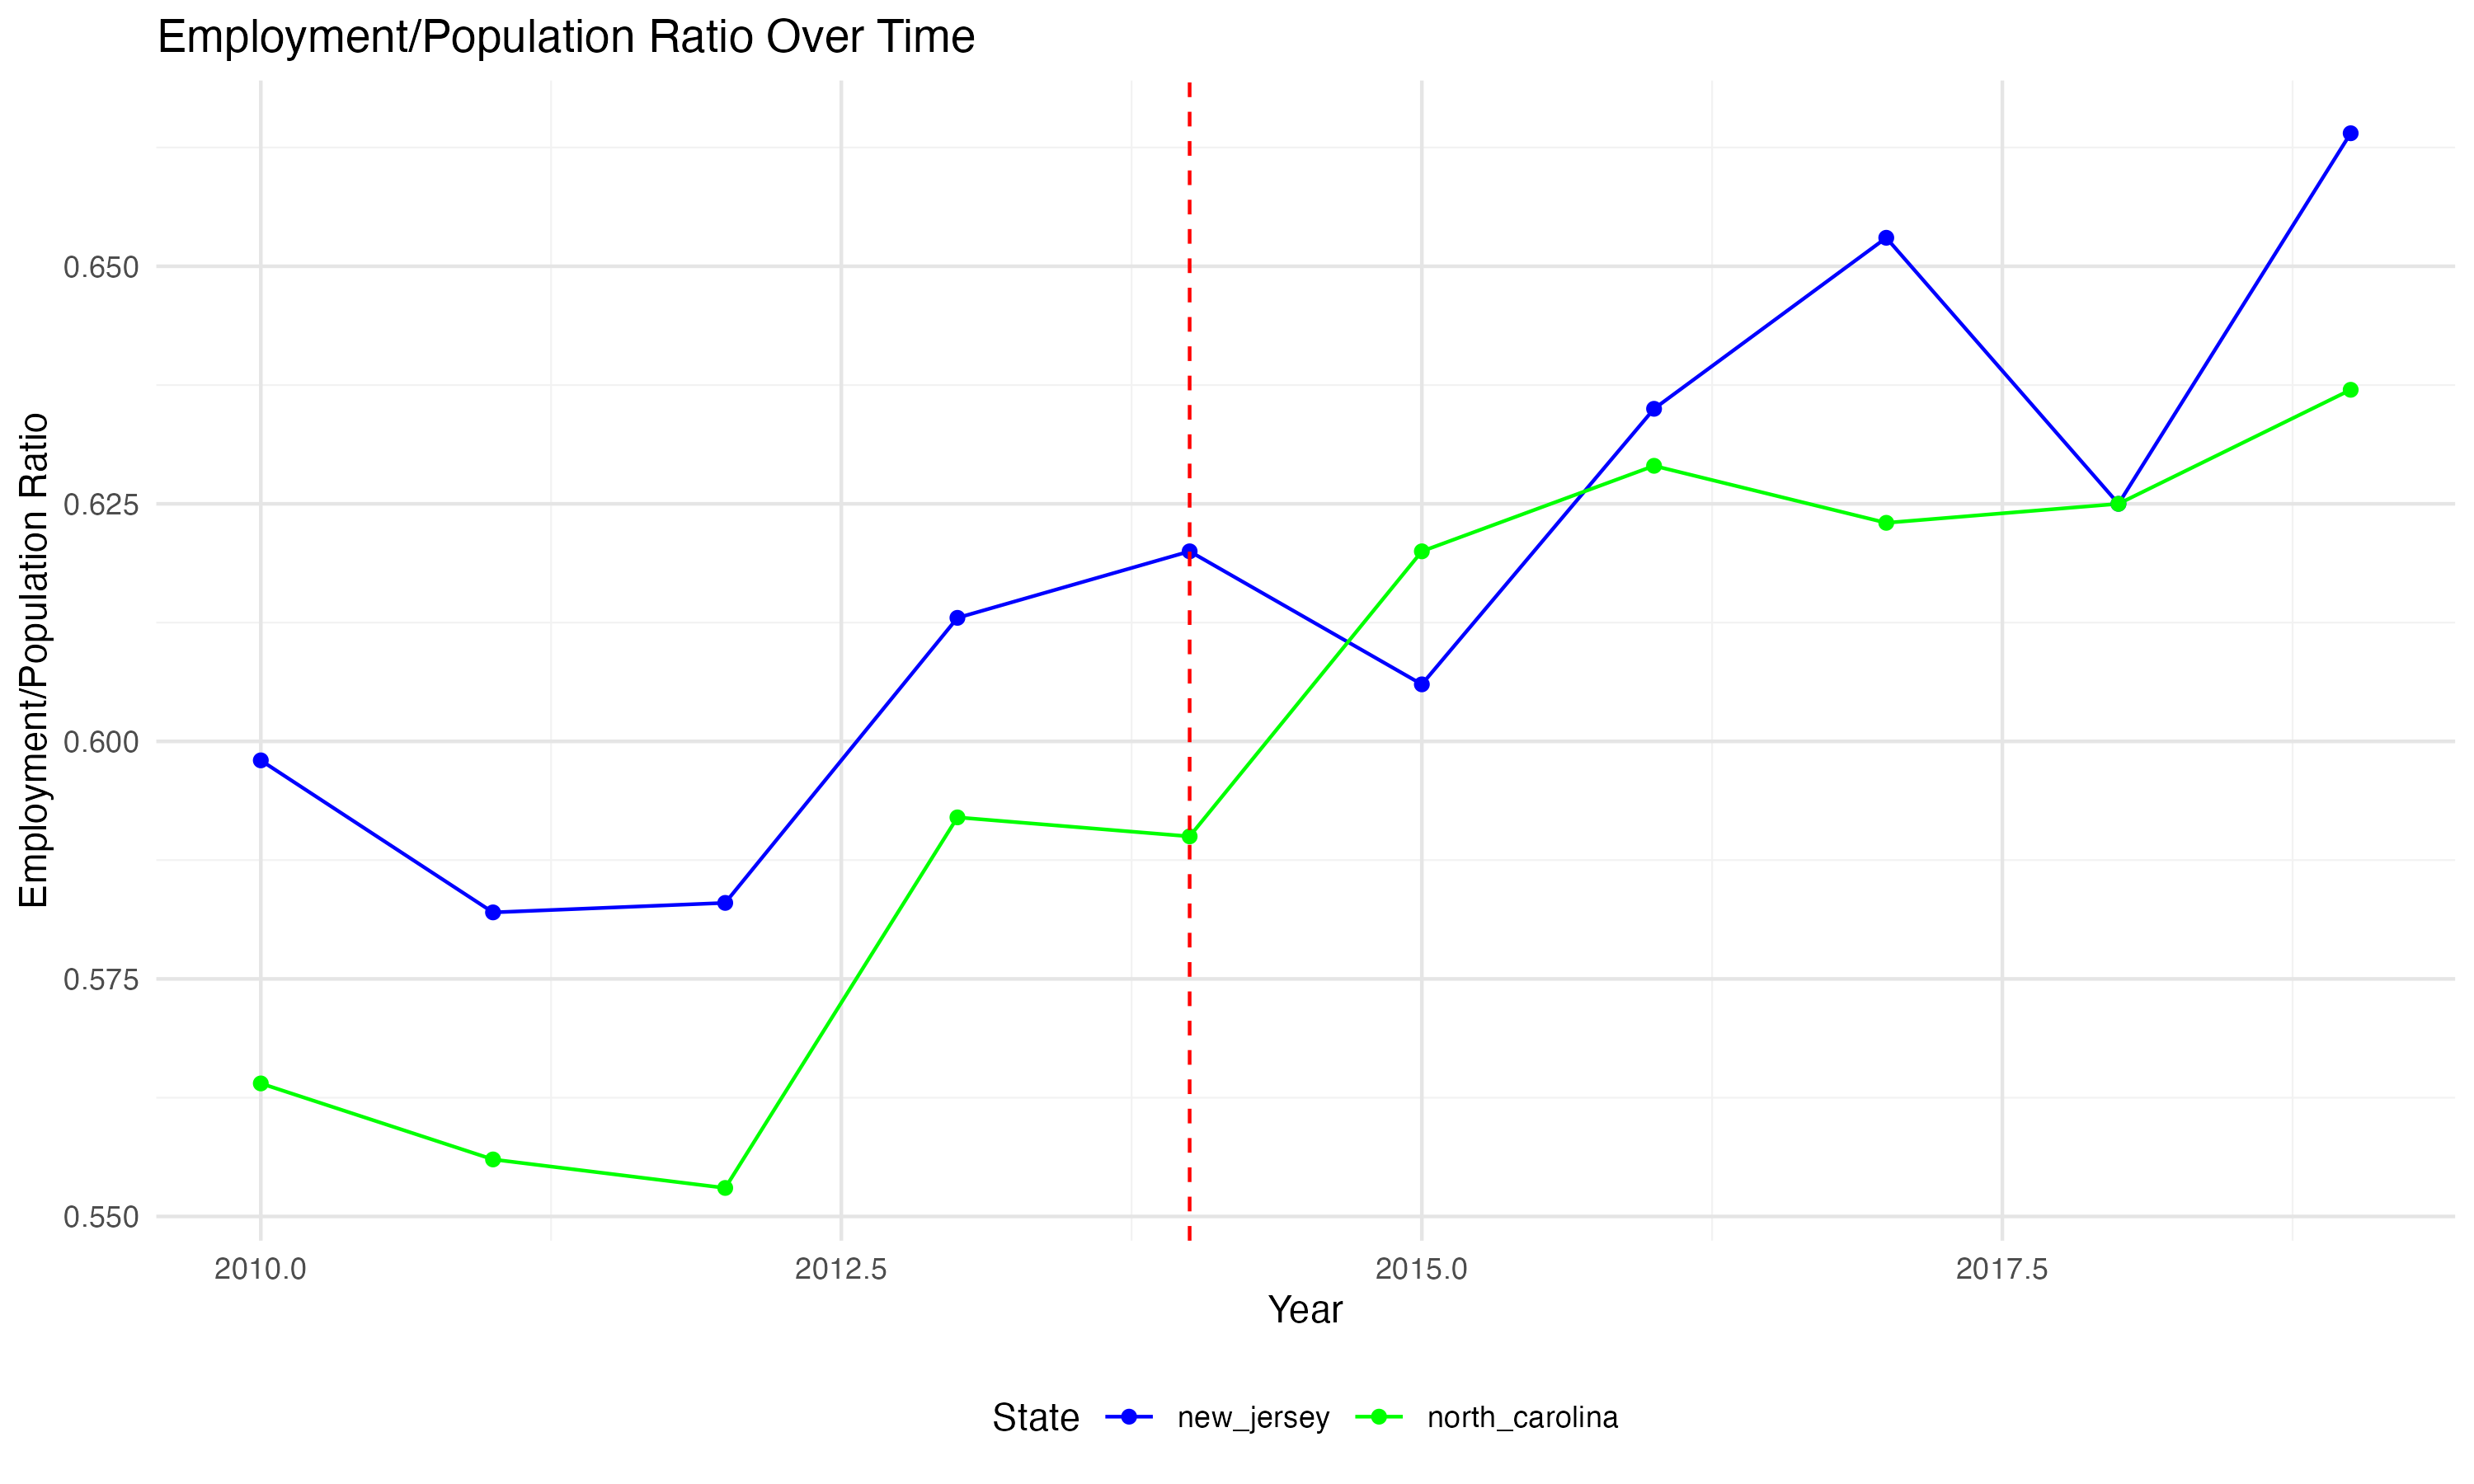 Employment/Population Ratio Over Time
Employment/Population Ratio
0.650
0.625
0.600
0.575
0.550
2010.0 2012.5 2015.0 2017.5
Year
State new_jersey north_carolina